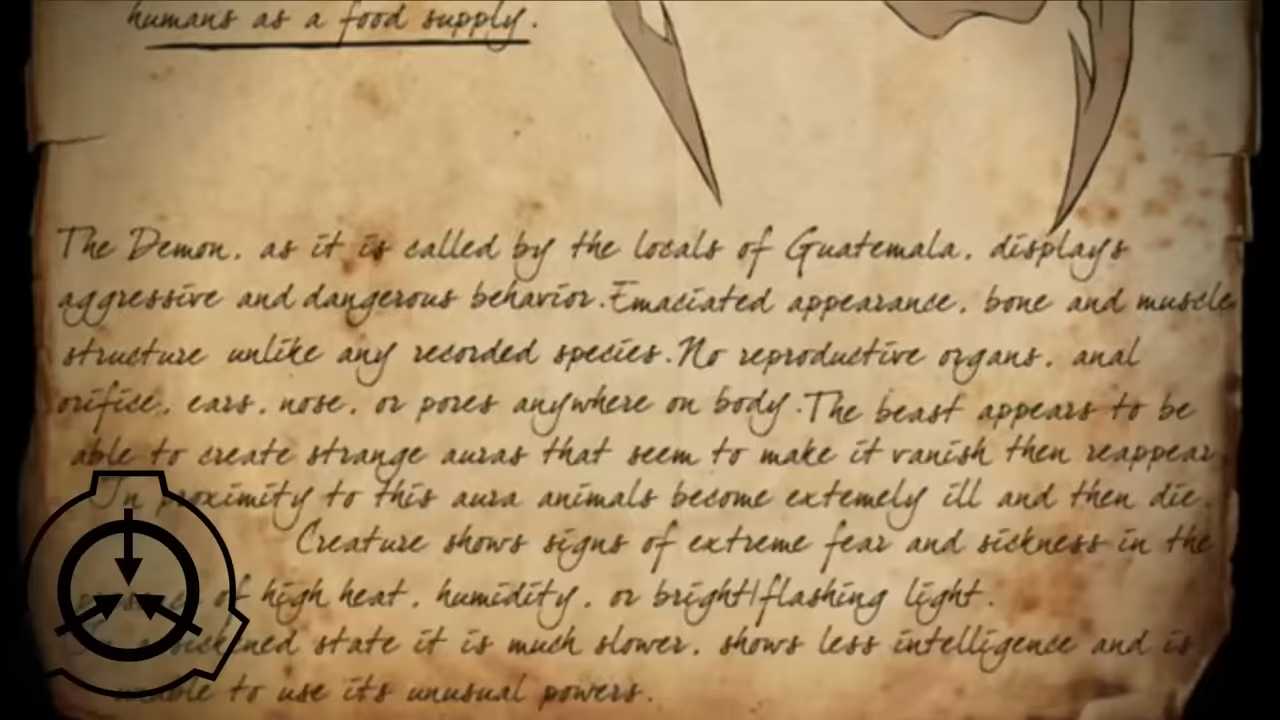 humans as a food supply.
The Demon, as it is called by the locals of Guatemala, displays
aggressive and dangerous behavior. Emaciated appearance, bone and muscle
structure unlike any recorded species. No reproductive organs, anal
orifice, ears, nose, or pores anywhere on body. The beast appears to be
able to create strange auras that seem to make it vanish then reappear.
In proximity to this aura animals become extemely ill and then die.
Creature shows signs of extreme fear and sickness in the
of high heat, humidity, or bright/flashing light.
In a sickened state it is much slower, shows less intelligence and is
unable to use its unusual powers.